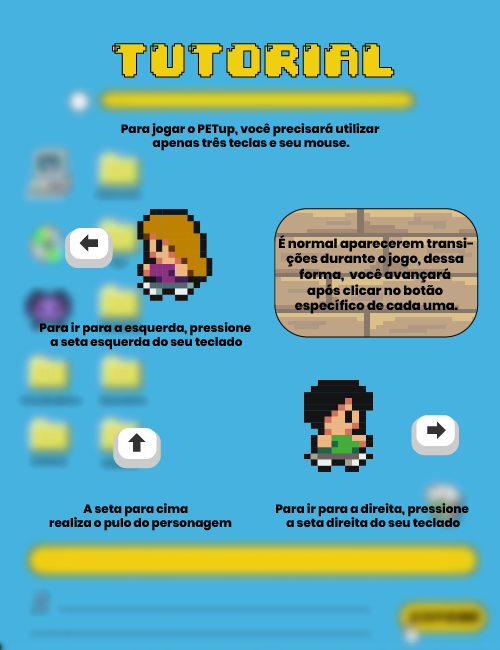 TUTORIAL
Para jogar o PETup, você precisará utilizar
apenas três teclas e seu mouse.
É normal aparecerem transi-
ções durante o jogo, dessa
forma, você avançará
após clicar no botão
específico de cada uma.
Para ir para a esquerda, pressione
a seta esquerda do seu teclado
A seta para cima
realiza o pulo do personagem
Para ir para a direita, pressione
a seta direita do seu teclado